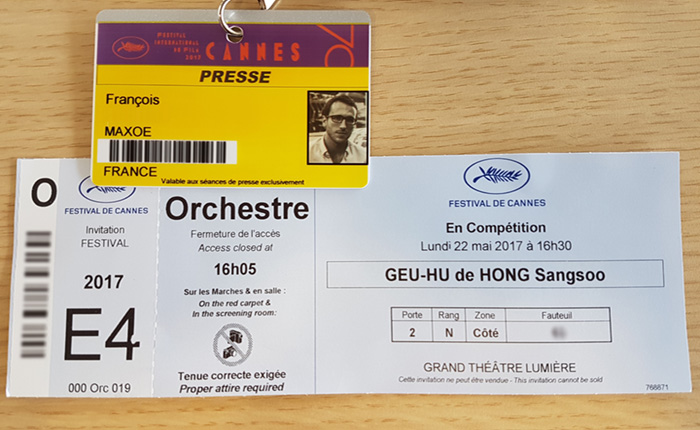 FESTIVAL
INTERNATIONAL
DU FILM
2017
CANNES
70
PRESSE
François
MAXOE
FRANCE
Valable aux séances de presse exclusivement
O
FESTIVAL DE CANNES
Invitation
FESTIVAL
2017
E4
000 Orc 019
Orchestre
Fermeture de l'accès
Access closed at
16h05
Sur les Marches & en salle :
On the red carpet &
In the screening room:
Tenue correcte exigée
Proper attire required
FESTIVAL DE CANNES
En Compétition
Lundi 22 mai 2017 à 16h30
GEU-HU de HONG Sangsoo
Porte Rang Zone Fauteuil
2 N Côté
GRAND THÉÂTRE LUMIÈRE
Cette invitation ne peut être vendue - This invitation cannot be sold
768871